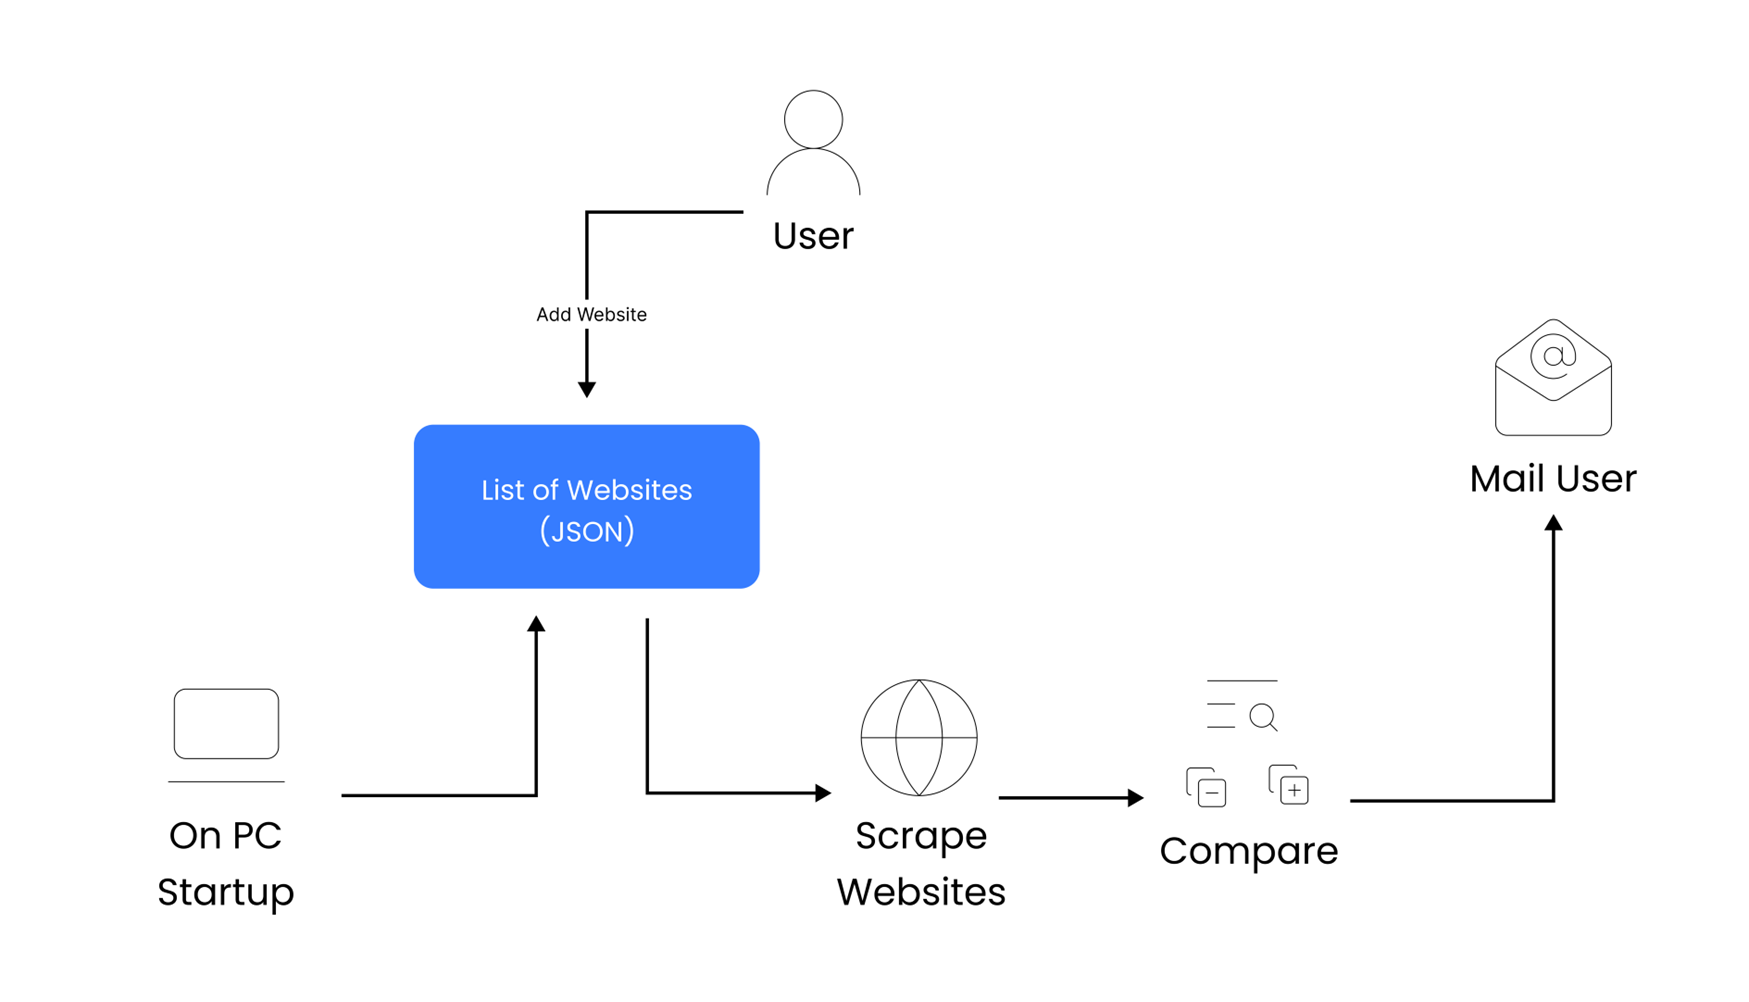 User
Add Website
List of Websites
(JSON)
@
Mail User
On PC
Startup
Scrape
Websites
Compare